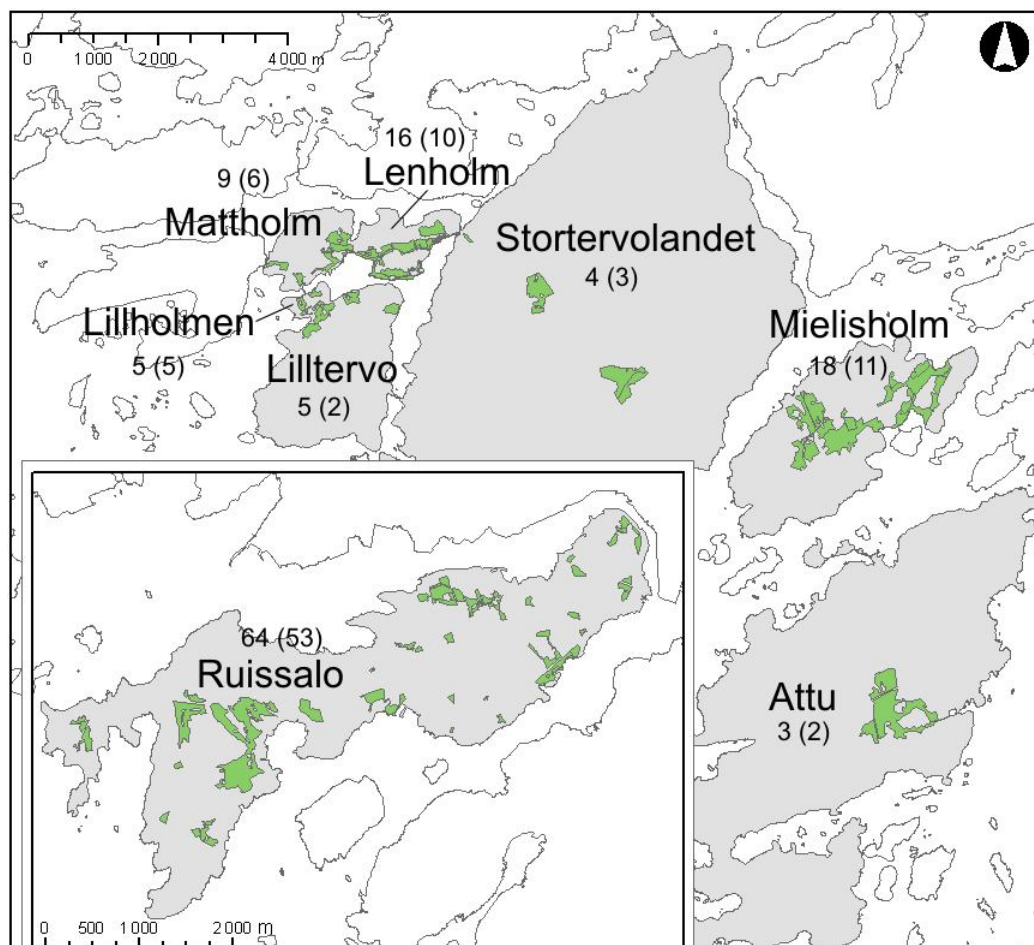 0 1 000 2 000 4 000 m
16 (10)
Lenholm
9 (6)
Mattholm
Stortervolandet
4 (3)
Lillholmen
5 (5)
Lilltervo
5 (2)
Mielisholm
18 (11)
64 (53)
Ruissalo
Attu
3 (2)
0 500 1 000 2 000 m